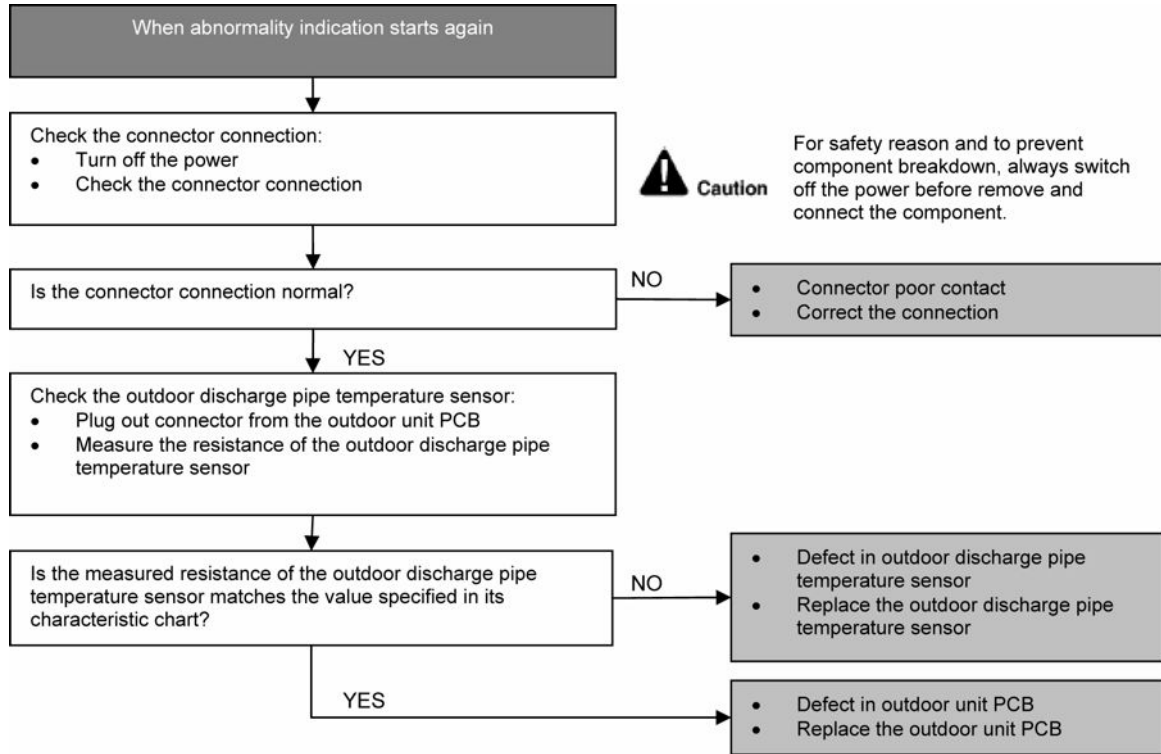 When abnormality indication starts again
Check the connector connection:
• Turn off the power
• Check the connector connection
Caution
For safety reason and to prevent
component breakdown, always switch
off the power before remove and
connect the component.
Is the connector connection normal?
NO
• Connector poor contact
• Correct the connection
YES
Check the outdoor discharge pipe temperature sensor:
• Plug out connector from the outdoor unit PCB
• Measure the resistance of the outdoor discharge pipe
temperature sensor
Is the measured resistance of the outdoor discharge pipe
temperature sensor matches the value specified in its
characteristic chart?
NO
• Defect in outdoor discharge pipe
temperature sensor
• Replace the outdoor discharge pipe
temperature sensor
YES
• Defect in outdoor unit PCB
• Replace the outdoor unit PCB